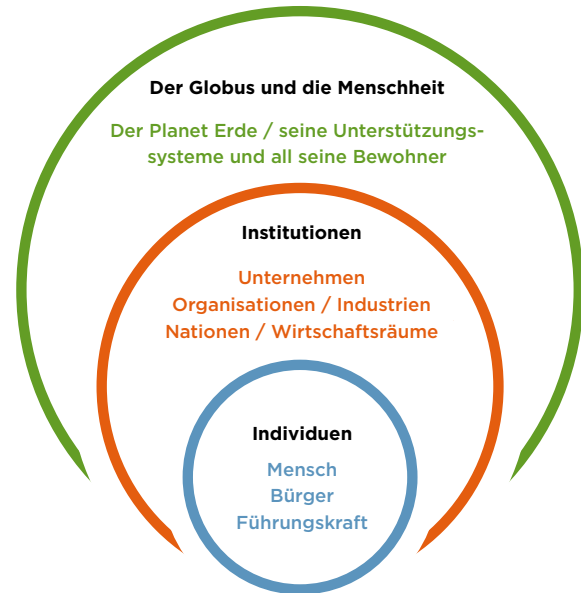 Der Globus und die Menschheit
Der Planet Erde / seine Unterstützungs-
systeme und all seine Bewohner
Institutionen
Unternehmen
Organisationen / Industrien
Nationen / Wirtschaftsräume
Individuen
Mensch
Bürger
Führungskraft